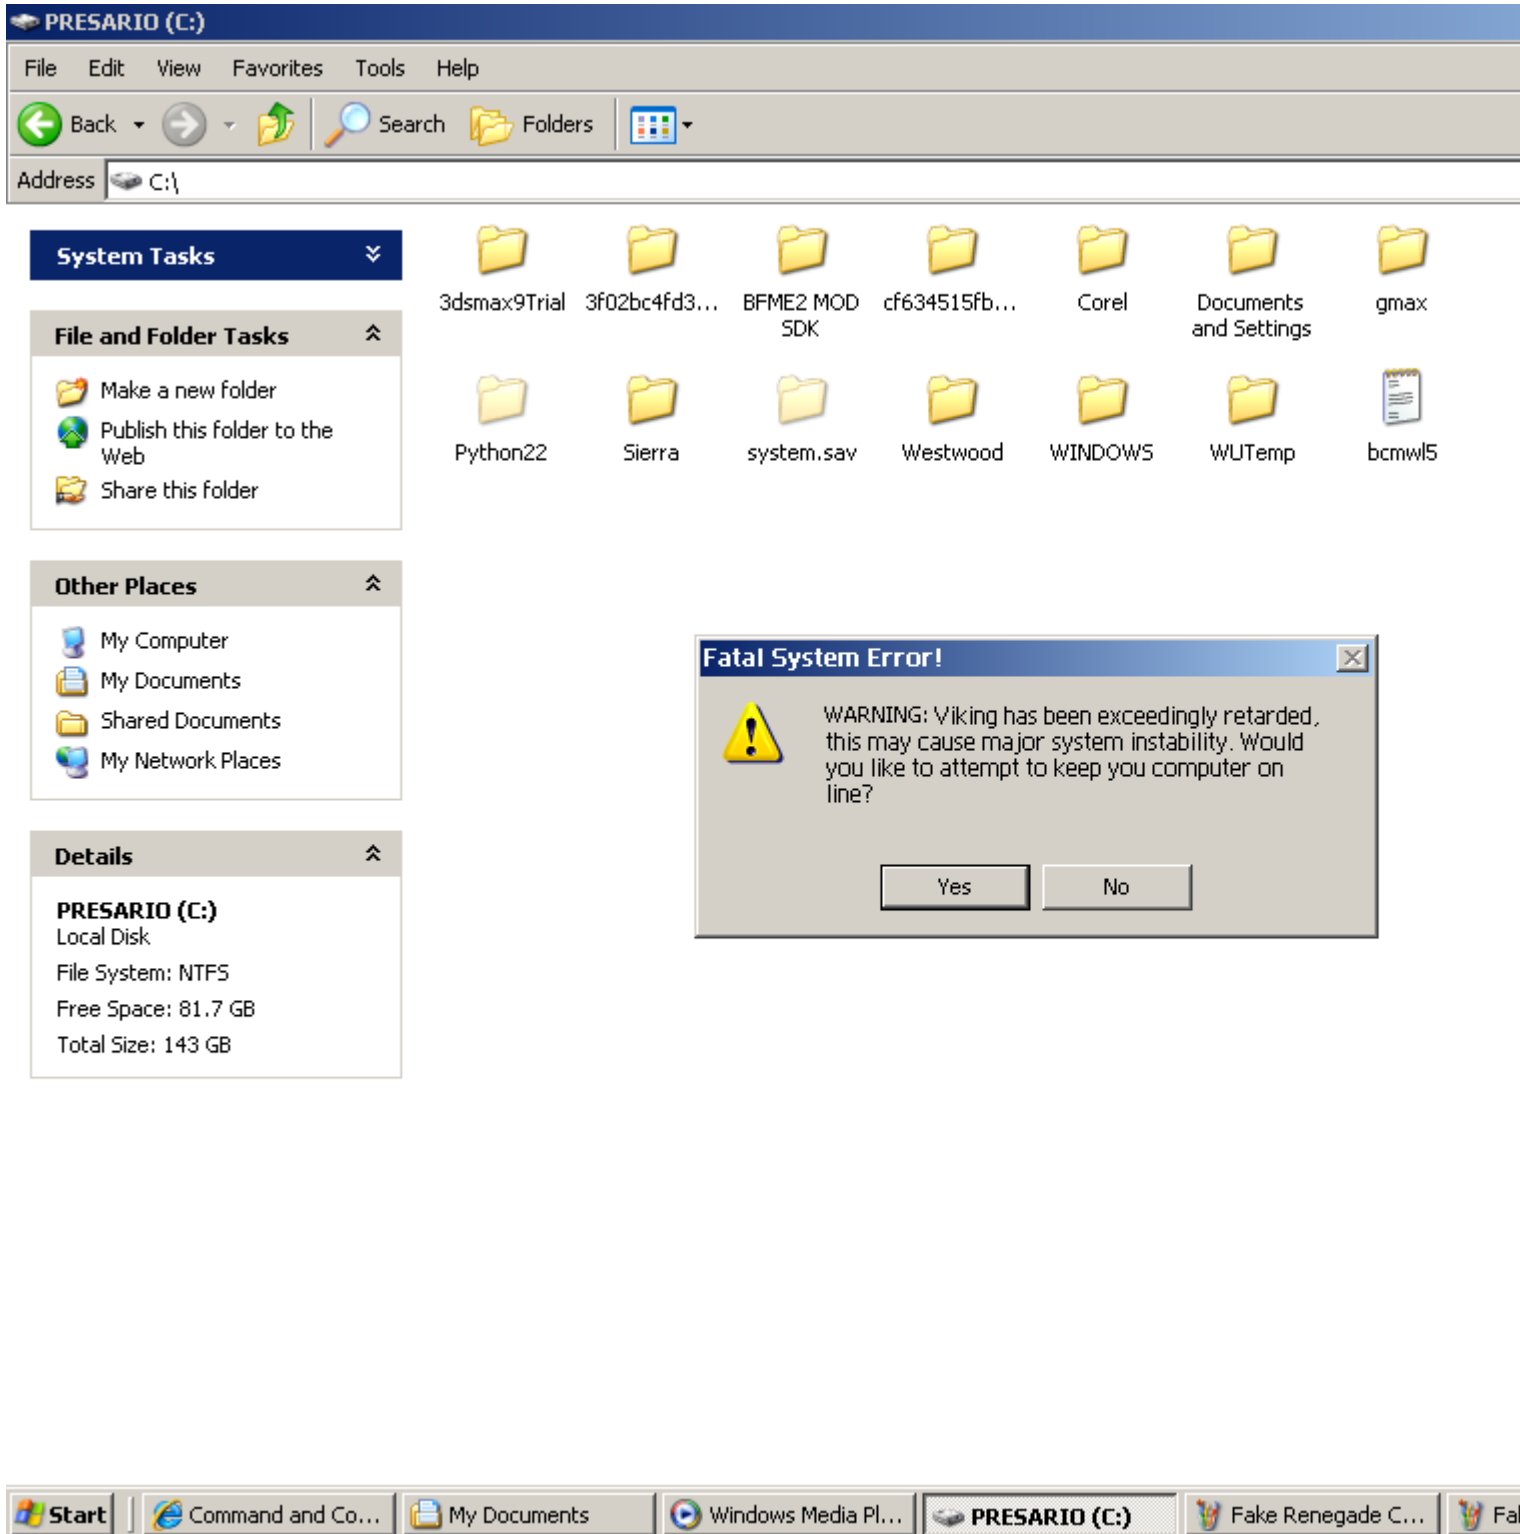 PRESARIO (C:)
File Edit View Favorites Tools Help
Back Search Folders
Address C:\
System Tasks
File and Folder Tasks
Make a new folder
Publish this folder to the
Web
Share this folder
Other Places
My Computer
My Documents
Shared Documents
My Network Places
Details
PRESARIO (C:)
Local Disk
File System: NTFS
Free Space: 81.7 GB
Total Size: 143 GB
3dsmax9Trial 3f02bc4fd3... BFME2 MOD cf634515fb... Corel Documents gmax
SDK and Settings
Python22 Sierra system.sav Westwood WINDOWS WUTemp bcmwl5
Fatal System Error!
WARNING: Viking has been exceedingly retarded,
this may cause major system instability. Would
you like to attempt to keep you computer on
line?
Yes No
Start Command and Co... My Documents Windows Media Pl... PRESARIO (C:) Fake Renegade C... Fa